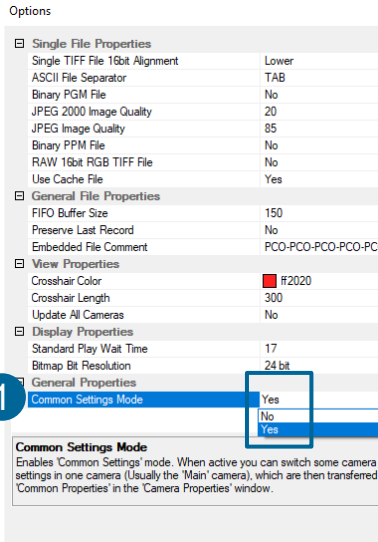 Options
Single File Properties
Single TIFF File 16bit Alignment Lower
ASCII File Separator TAB
Binary PGM File No
JPEG 2000 Image Quality 20
JPEG Image Quality 85
Binary PPM File No
RAW 16bit RGB TIFF File No
Use Cache File Yes
General File Properties
FIFO Buffer Size 150
Preserve Last Record No
Embedded File Comment PCO-PCO-PCO-PCO-PC
View Properties
Crosshair Color ff2020
Crosshair Length 300
Update All Cameras No
Display Properties
Standard Play Wait Time 17
Bitmap Bit Resolution 24 bit
General Properties
1
Common Settings Mode Yes
No
Yes
Common Settings Mode
Enables 'Common Settings' mode. When active you can switch some camera
settings in one camera (Usually the 'Main' camera), which are then transferred
'Common Properties' in the 'Camera Properties' window.